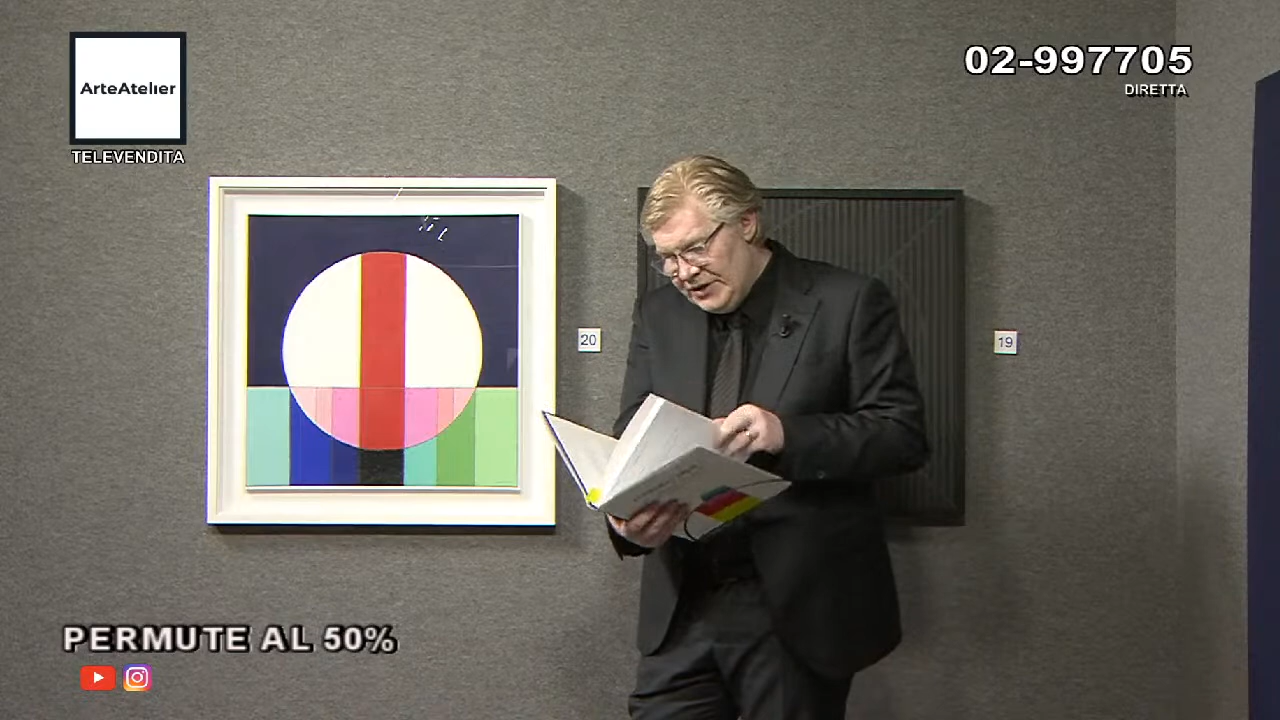 ArteAtelier
TELEVENDITA
02-997705
DIRETTA
20
19
PERMUTE AL 50%